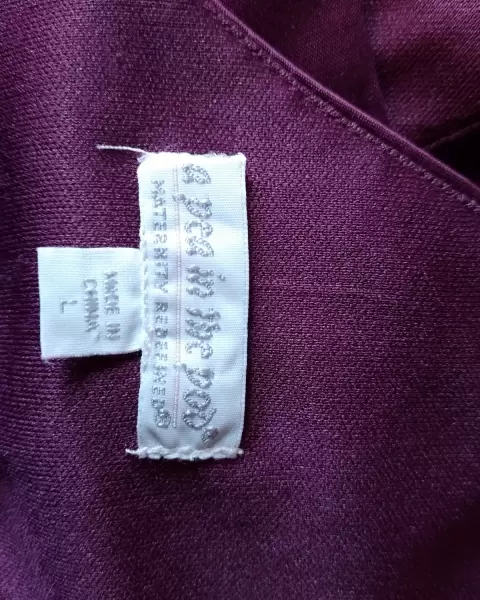 a pea in the pod®
MATERNITY REDEFINED®
MADE IN
CHINA
L